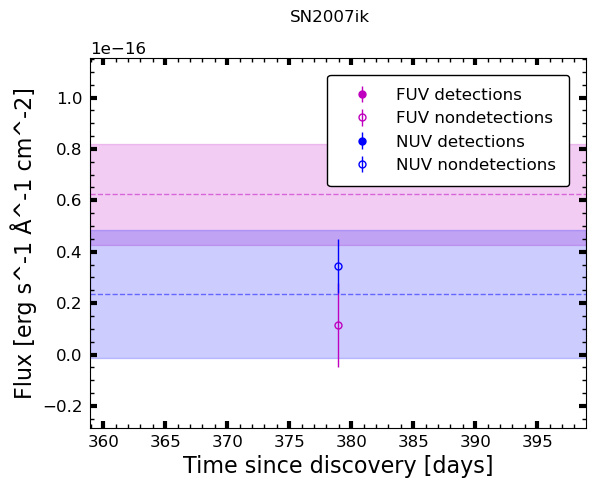 SN2007ik
1e−16
FUV detections
FUV nondetections
NUV detections
NUV nondetections
1.0
0.8
0.6
0.4
0.2
0.0
−0.2
Flux [erg s^-1 Å^-1 cm^-2]
360 365 370 375 380 385 390 395
Time since discovery [days]